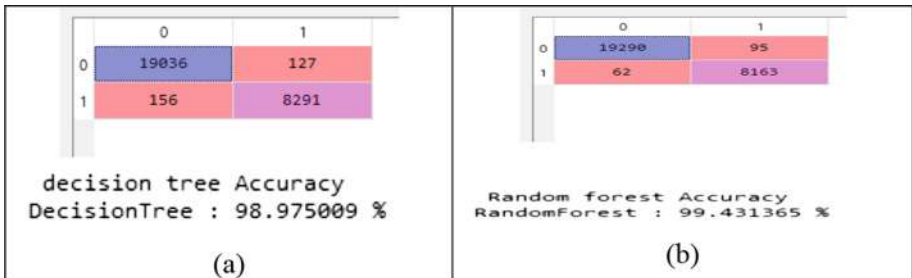 0 1
0 19036 127
1 156 8291
decision tree Accuracy
DecisionTree : 98.975009 %
(a)
0 1
0 19290 95
1 62 8163
Random forest Accuracy
RandomForest : 99.431365 %
(b)